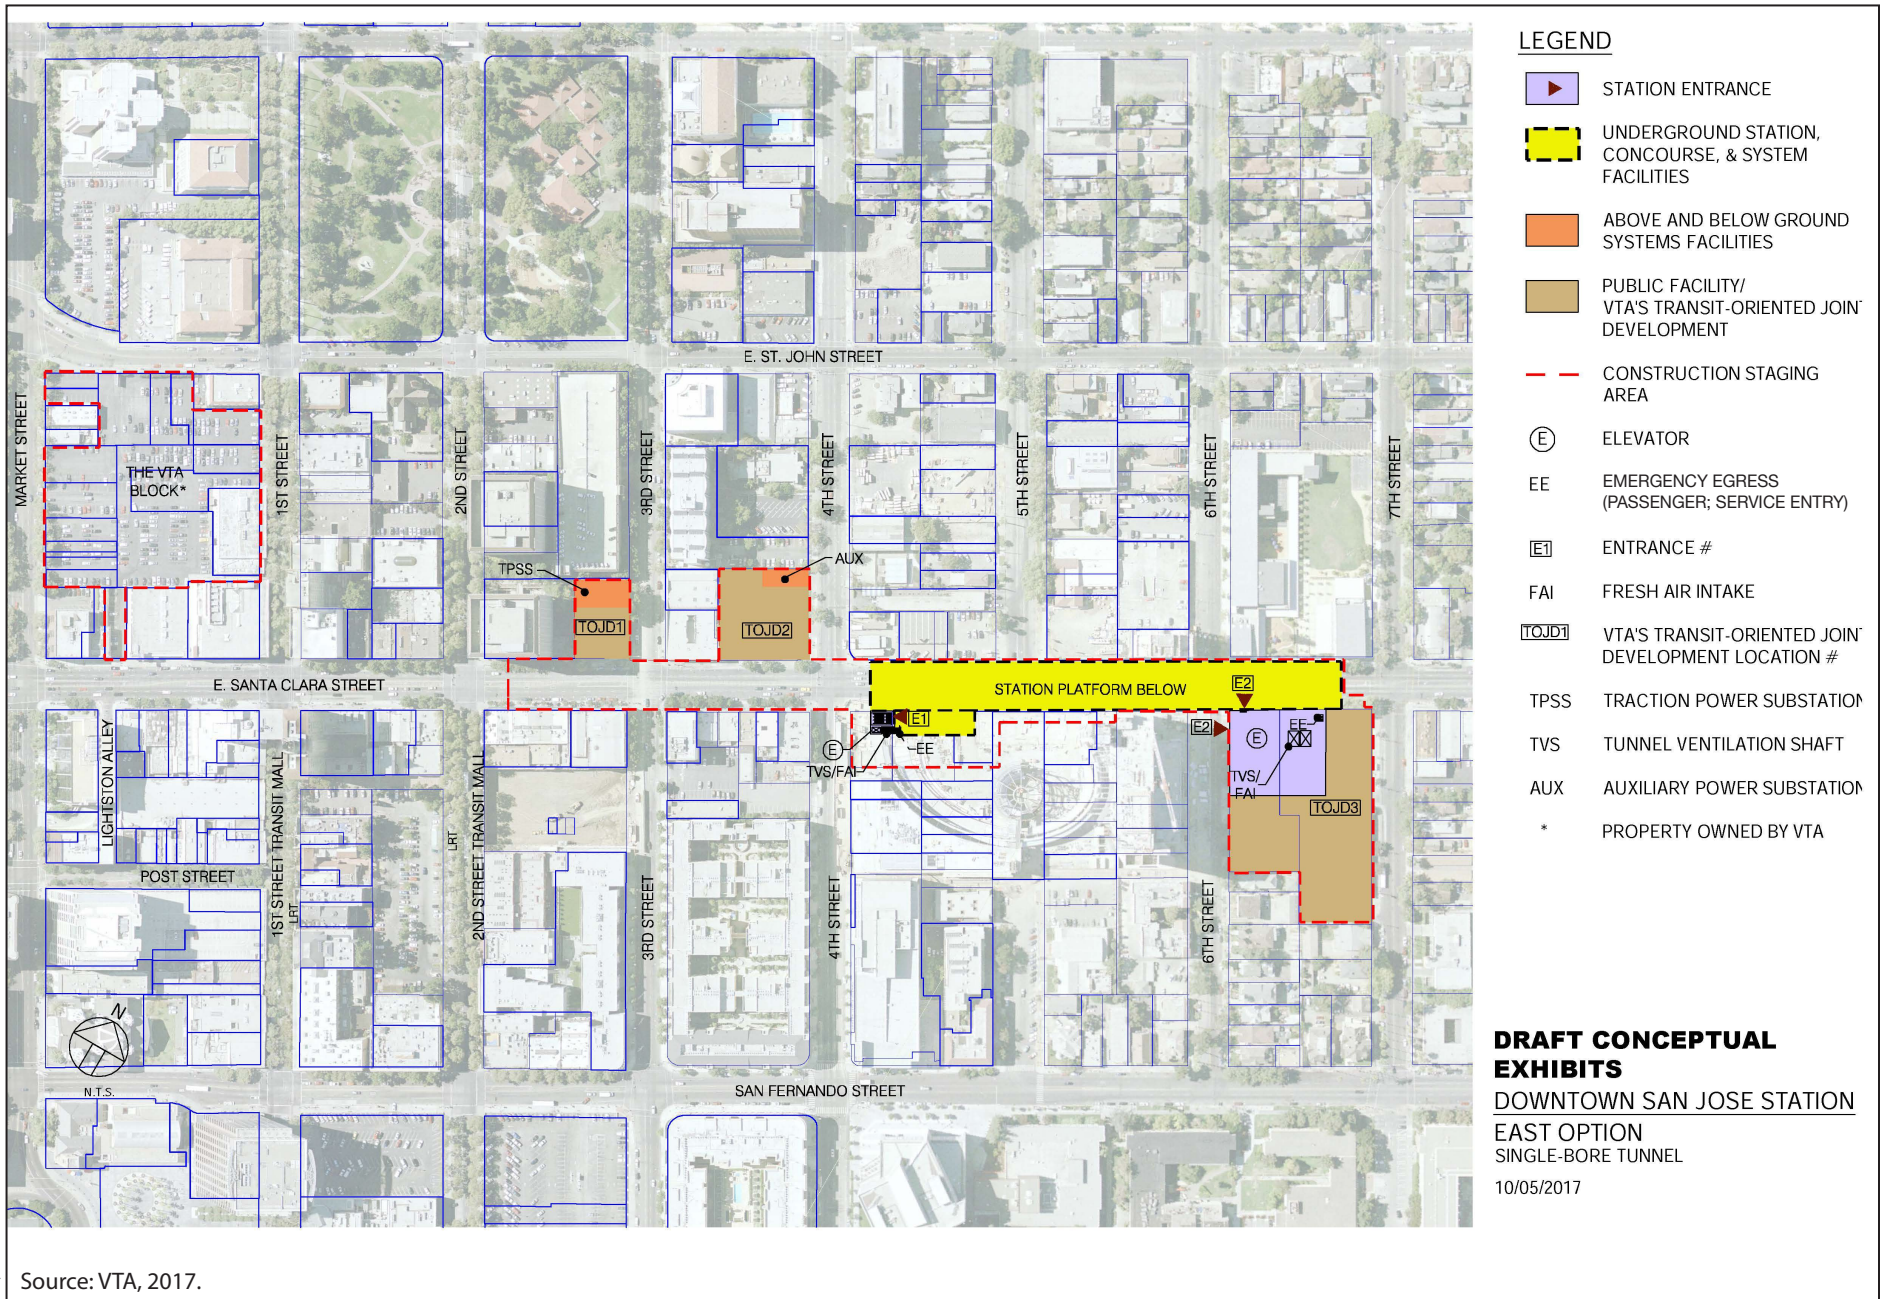 LEGEND
STATION ENTRANCE
UNDERGROUND STATION,
CONCOURSE, & SYSTEM
FACILITIES
ABOVE AND BELOW GROUND
SYSTEMS FACILITIES
PUBLIC FACILITY/
VTA'S TRANSIT-ORIENTED JOINT
DEVELOPMENT
CONSTRUCTION STAGING
AREA
E ELEVATOR
EE EMERGENCY EGRESS
(PASSENGER; SERVICE ENTRY)
E1 ENTRANCE #
FAI FRESH AIR INTAKE
TOJD1 VTA'S TRANSIT-ORIENTED JOINT
DEVELOPMENT LOCATION #
TPSS TRACTION POWER SUBSTATION
TVS TUNNEL VENTILATION SHAFT
AUX AUXILIARY POWER SUBSTATION
* PROPERTY OWNED BY VTA
E. ST. JOHN STREET
MARKET STREET
1ST STREET
2ND STREET
3RD STREET
4TH STREET
5TH STREET
6TH STREET
7TH STREET
THE VTA
BLOCK*
TPSS
AUX
TOJD1
TOJD2
E. SANTA CLARA STREET
STATION PLATFORM BELOW
E2
E1
E2
E
EE
TVS/FAI
E
EE
TVS/
FAI
TOJD3
LIGHTSTON ALLEY
1ST STREET TRANSIT MALL
LRT
2ND STREET TRANSIT MALL
LRT
POST STREET
3RD STREET
4TH STREET
6TH STREET
N
N.T.S.
SAN FERNANDO STREET
DRAFT CONCEPTUAL
EXHIBITS
DOWNTOWN SAN JOSE STATION
EAST OPTION
SINGLE-BORE TUNNEL
10/05/2017
Source: VTA, 2017.